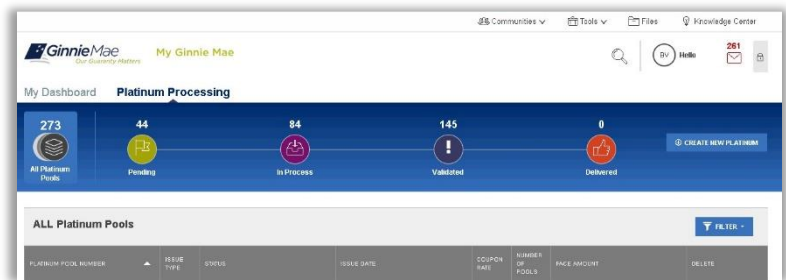 Communities Tools Files Knowledge Center
GinnieMae My Ginnie Mae
Our Guaranty Matters
BV Hello 261
My Dashboard Platinum Processing
273 44 84 145 0
CREATE NEW PLATINUM
All Platinum Pools Pending In Process Validated Delivered
ALL Platinum Pools FILTER
PLATINUM POOL NUMBER ISSUE TYPE STATUS ISSUE DATE COUPON RATE NUMBER OF POOLS FACE AMOUNT DELETE